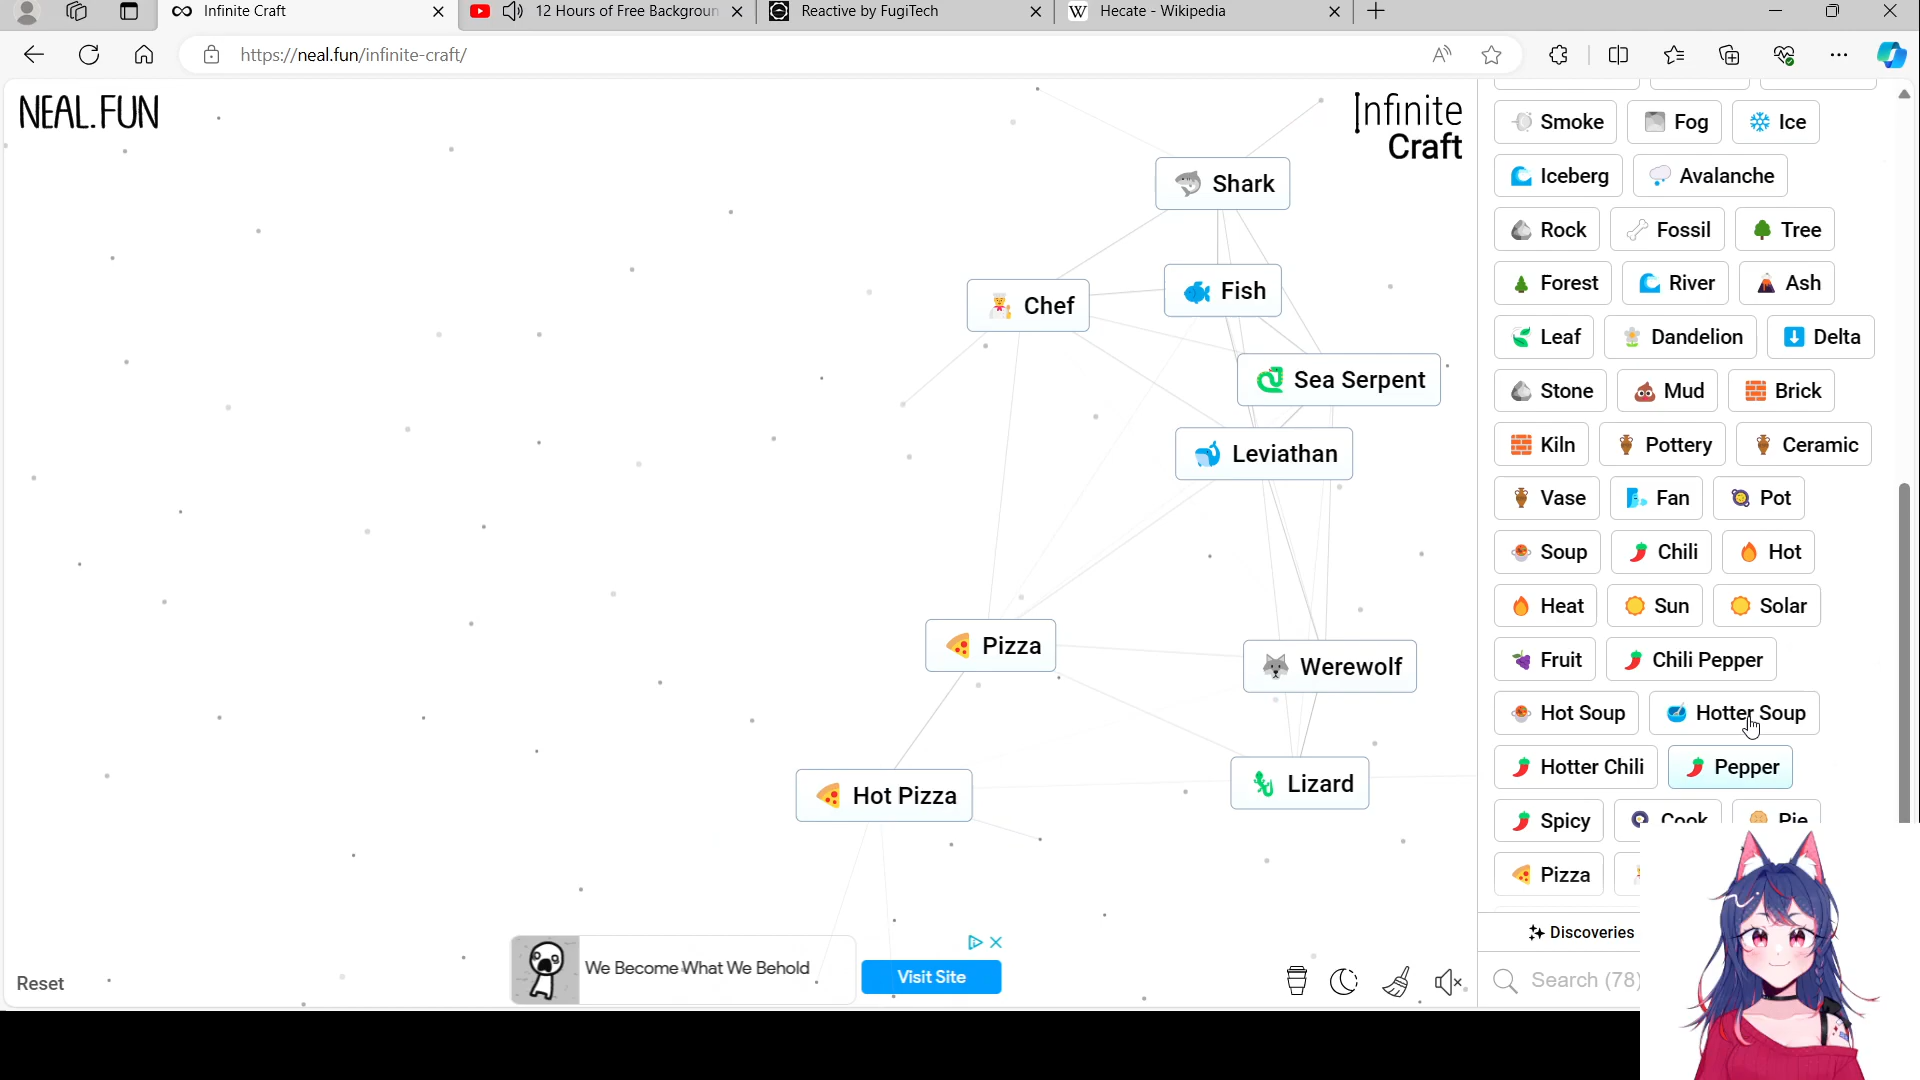 Infinite Craft
12 Hours of Free Backgroun
Reactive by FugiTech
Hecate - Wikipedia
https://neal.fun/infinite-craft/
NEAL.FUN
Infinite
Craft
Shark
Chef
Fish
Sea Serpent
Leviathan
Pizza
Werewolf
Hot Pizza
Lizard
Smoke Fog Ice
Iceberg Avalanche
Rock Fossil Tree
Forest River Ash
Leaf Dandelion Delta
Stone Mud Brick
Kiln Pottery Ceramic
Vase Fan Pot
Soup Chili Hot
Heat Sun Solar
Fruit Chili Pepper
Hot Soup Hotter Soup
Hotter Chili Pepper
Spicy Cook Pie
Pizza
Discoveries
Search (78)
Reset
We Become What We Behold
Visit Site